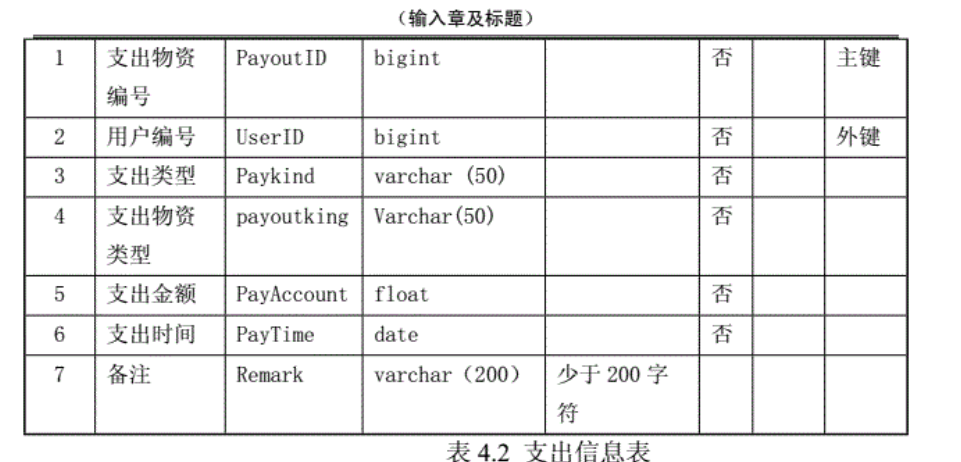 （输入章及标题）
1 支出物资 PayoutID bigint 否 主键
编号
2 用户编号 UserID bigint 否 外键
3 支出类型 Paykind varchar (50) 否
4 支出物资 payoutking Varchar(50) 否
类型
5 支出金额 PayAccount float 否
6 支出时间 PayTime date 否
7 备注 Remark varchar（200） 少于 200 字
符
表 4.2 支出信息表